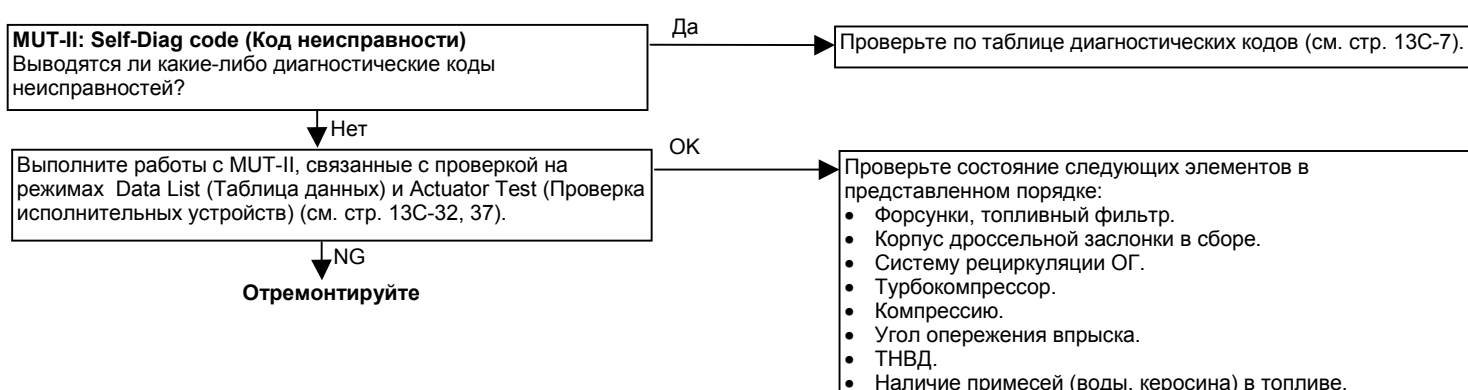 MUT-II: Self-Diag code (Код неисправности)
Выводятся ли какие-либо диагностические коды
неисправностей?
Да
Проверьте по таблице диагностических кодов (см. стр. 13C-7).
Нет
Выполните работы с MUT-II, связанные с проверкой на
режимах Data List (Таблица данных) и Actuator Test (Проверка
исполнительных устройств) (см. стр. 13C-32, 37).
OK
Проверьте состояние следующих элементов в
представленном порядке:
• Форсунки, топливный фильтр.
• Корпус дроссельной заслонки в сборе.
• Систему рециркуляции ОГ.
• Турбокомпрессор.
• Компрессию.
• Угол опережения впрыска.
• ТНВД.
• Наличие примесей (воды, керосина) в топливе.
NG
Отремонтируйте